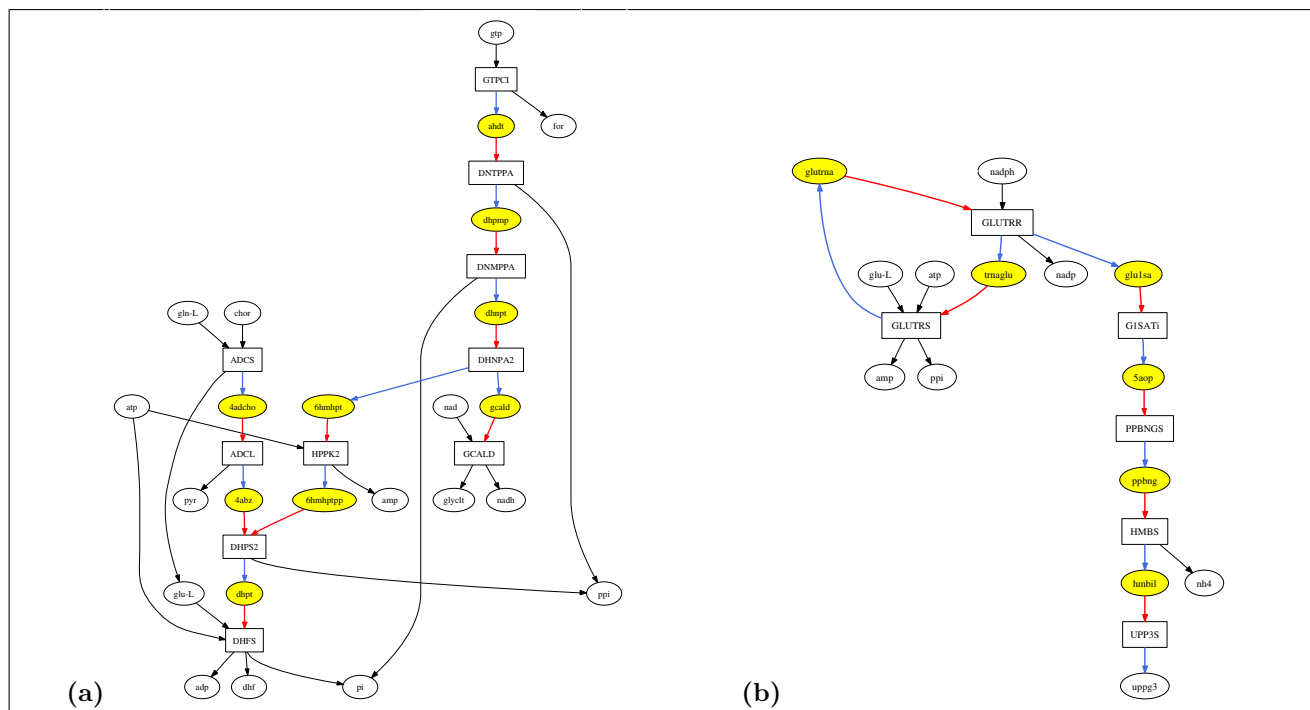 gtp
GTPCI
ahdt
for
DNTPPA
dhpmp
DNMPPA
gln-L
chor
dhnpt
ADCS
DHNPA2
atp
4adcho
6hmhpt
nad
gcald
ADCL
HPPK2
GCALD
pyr
4abz
6hmhptpp
amp
glyclt
nadh
DHPS2
glu-L
dhpt
ppi
DHFS
adp
dhf
pi
(a)
glutrna
nadph
GLUTRR
glu-L
atp
trnaglu
nadp
glu1sa
GLUTRS
G1SATi
amp
ppi
5aop
PPBNGS
ppbng
HMBS
hmbil
nh4
UPP3S
uppg3
(b)